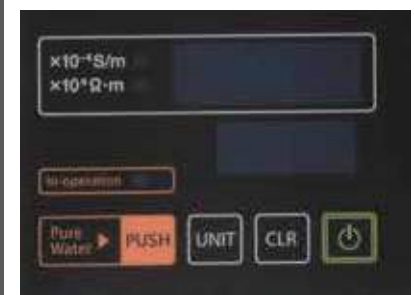 ×10⁻⁴S/m
×10⁴Ω·m
In-operation
Pure Water ▶ PUSH
UNIT
CLR